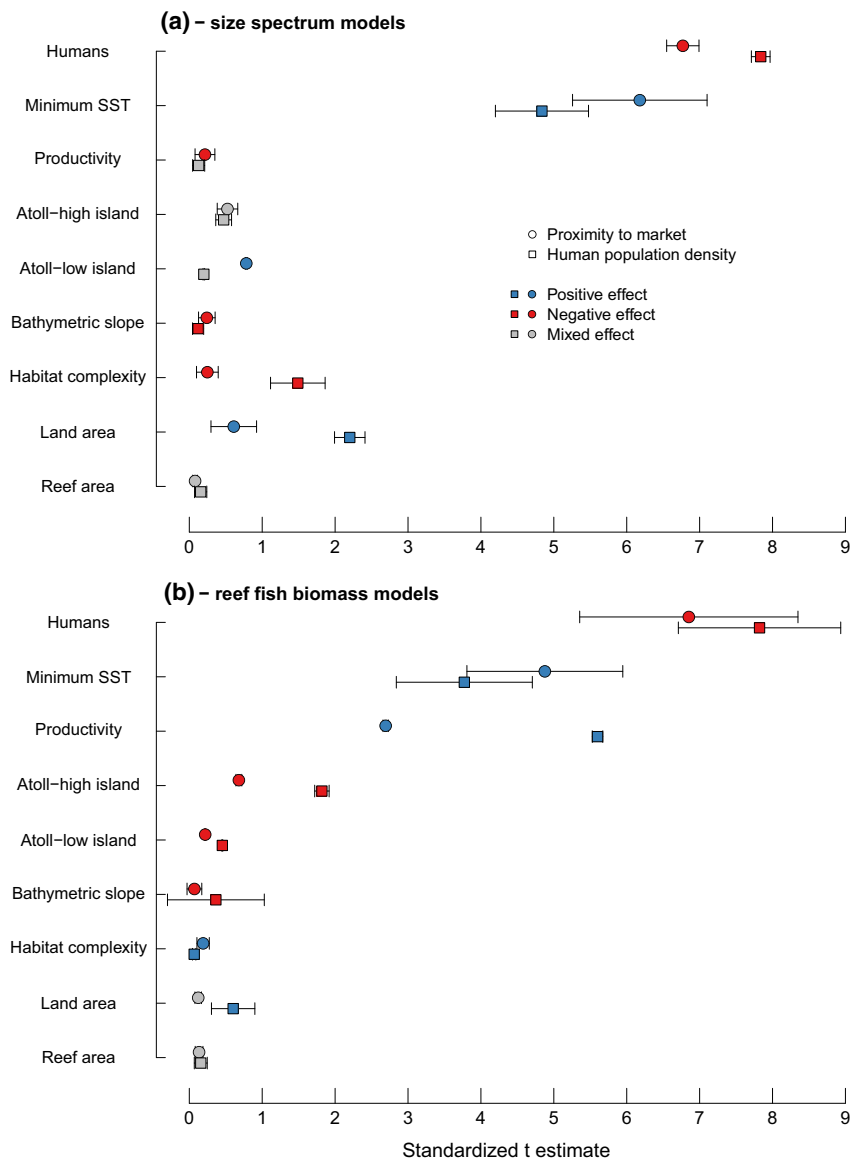 (a) – size spectrum models
Humans
Minimum SST
Productivity
Atoll−high island
Atoll−low island
Bathymetric slope
Habitat complexity
Land area
Reef area
Proximity to market
Human population density
Positive effect
Negative effect
Mixed effect
0 1 2 3 4 5 6 7 8 9
(b) – reef fish biomass models
Humans
Minimum SST
Productivity
Atoll−high island
Atoll−low island
Bathymetric slope
Habitat complexity
Land area
Reef area
0 1 2 3 4 5 6 7 8 9
Standardized t estimate